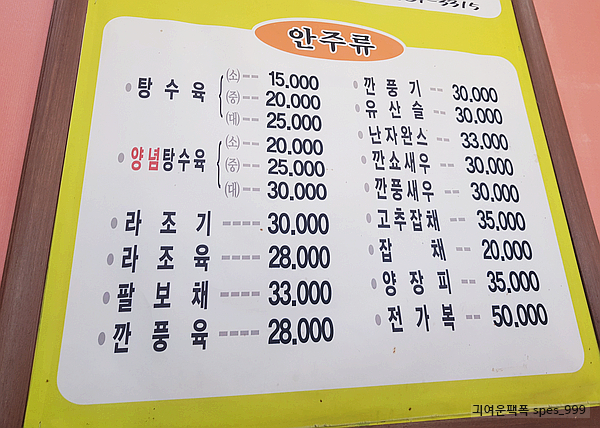 안주류
탕수육 (소) -- 15.000
(중) -- 20.000
(대) -- 25.000
양념탕수육 (소) -- 20.000
(중) -- 25.000
(대) -- 30.000
라조기 ---- 30.000
라조육 ---- 28.000
팔보채 ---- 33.000
깐풍육 ---- 28.000
깐풍기 -- 30.000
유산슬 -- 30.000
난자완스 -- 33.000
깐쇼새우 -- 30.000
깐풍새우 -- 30.000
고추잡채 -- 35.000
잡채 -- 20.000
양장피 -- 35,000
전가복 -- 50.000
긔여운팩폭 spes_999